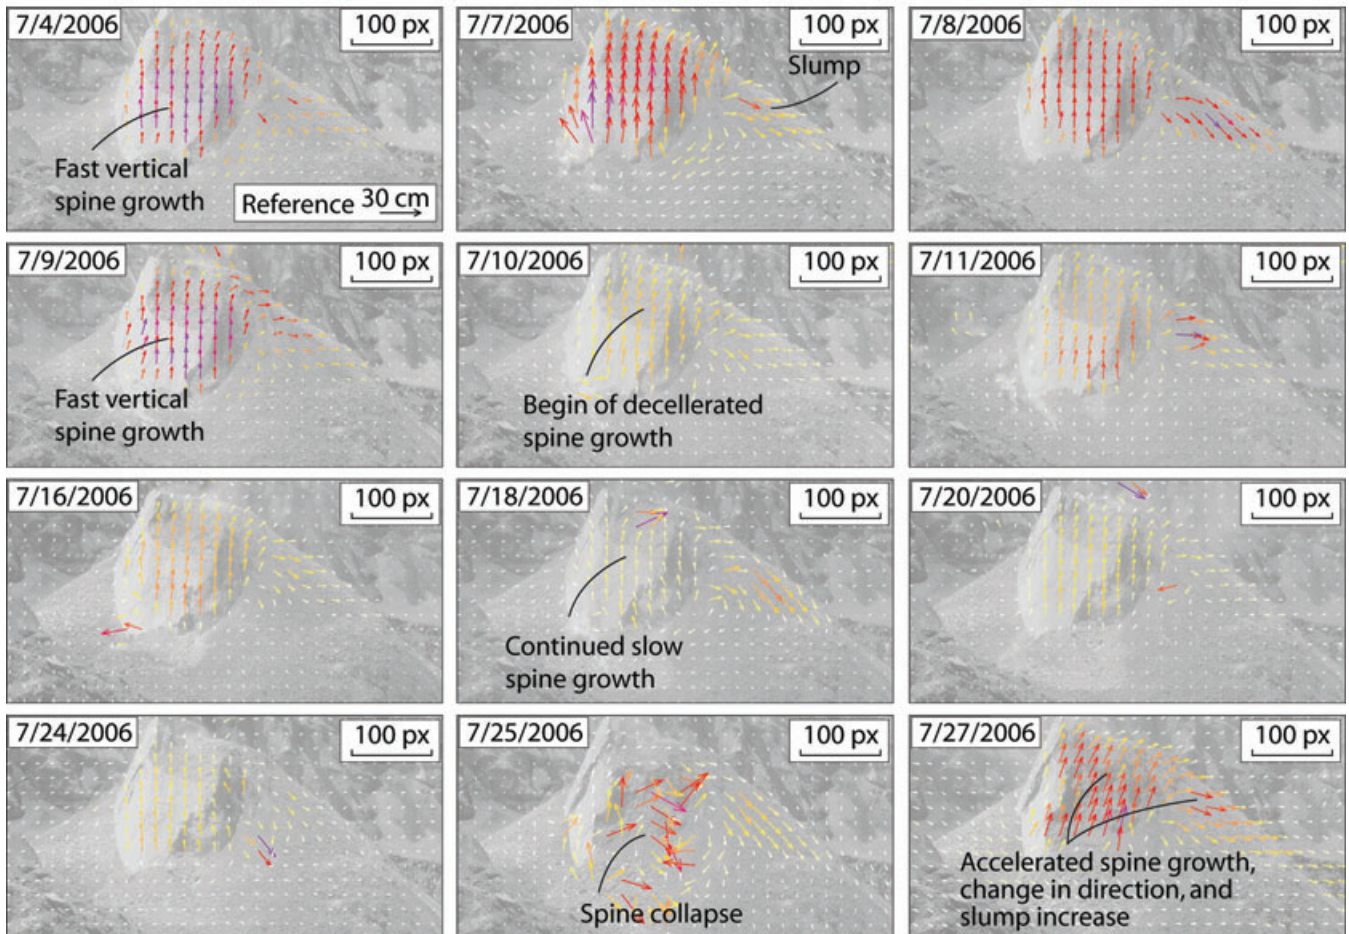 7/4/2006
100 px
Fast vertical
spine growth
Reference 30 cm
7/7/2006
100 px
Slump
7/8/2006
100 px
7/9/2006
100 px
Fast vertical
spine growth
7/10/2006
100 px
Begin of decellerated
spine growth
7/11/2006
100 px
7/16/2006
100 px
7/18/2006
100 px
Continued slow
spine growth
7/20/2006
100 px
7/24/2006
100 px
7/25/2006
100 px
Spine collapse
7/27/2006
100 px
Accelerated spine growth,
change in direction, and
slump increase